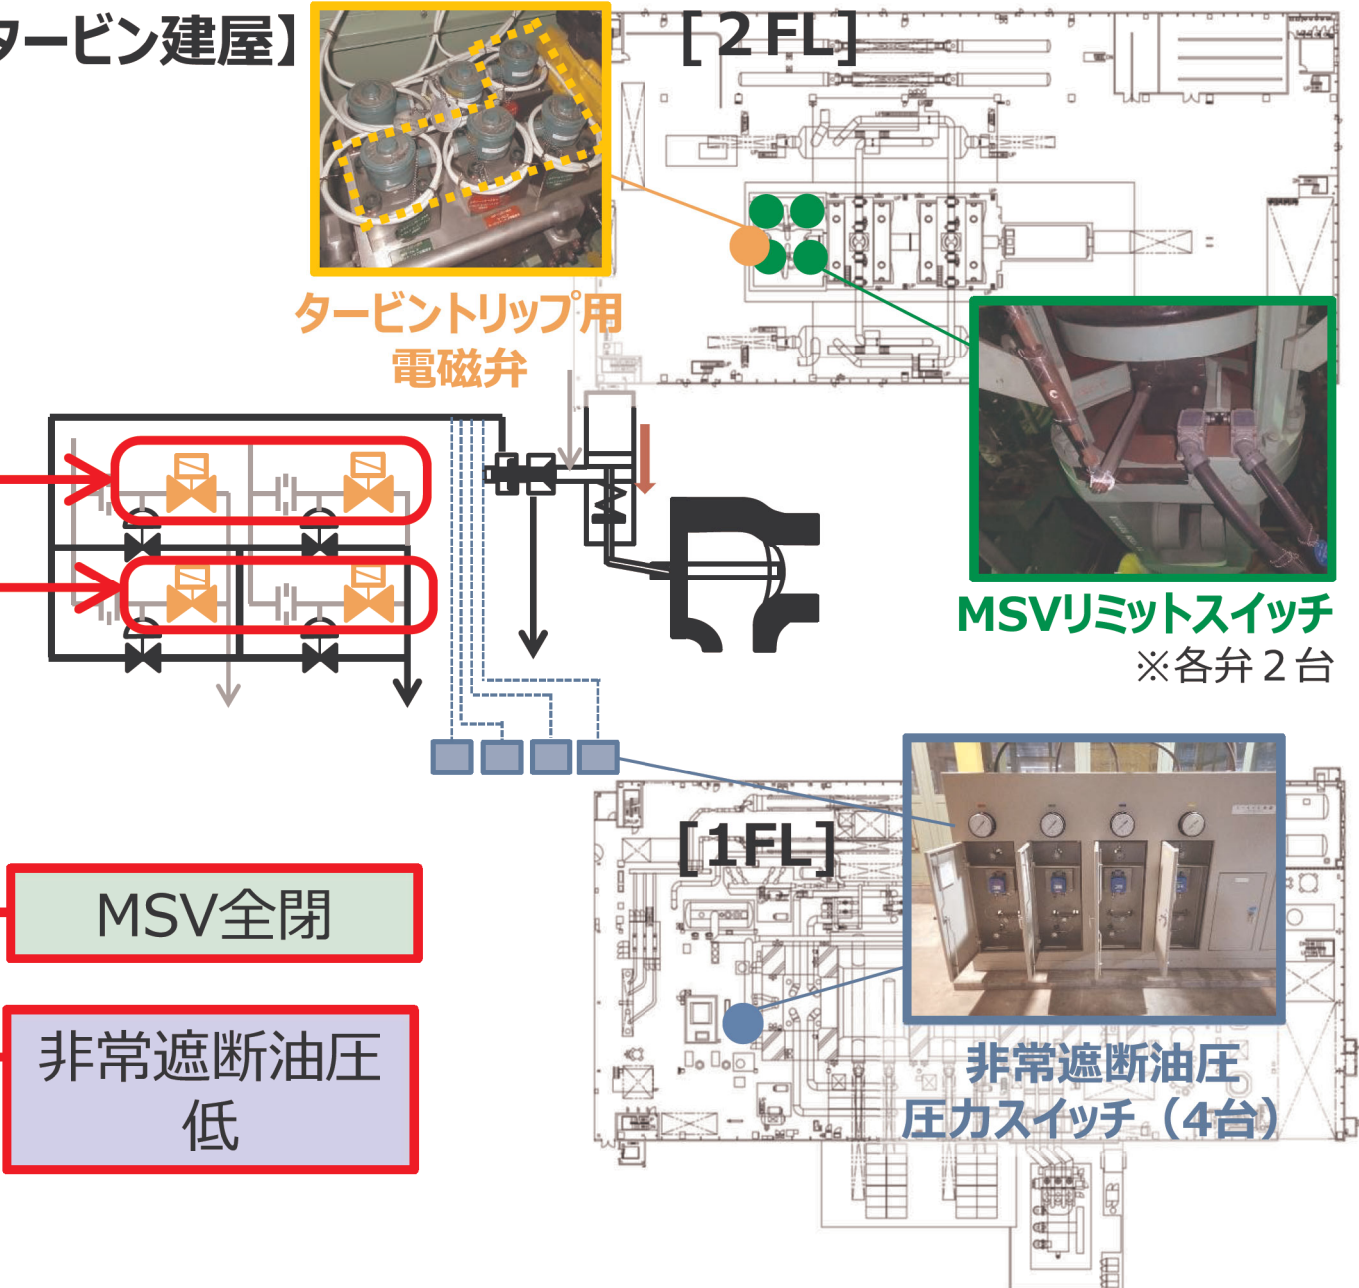 タービン建屋】
[２FL]
タービントリップ用
電磁弁
MSVリミットスイッチ
※各弁２台
[1FL]
MSV全閉
非常遮断油圧
低
非常遮断油圧
圧力スイッチ（4台）